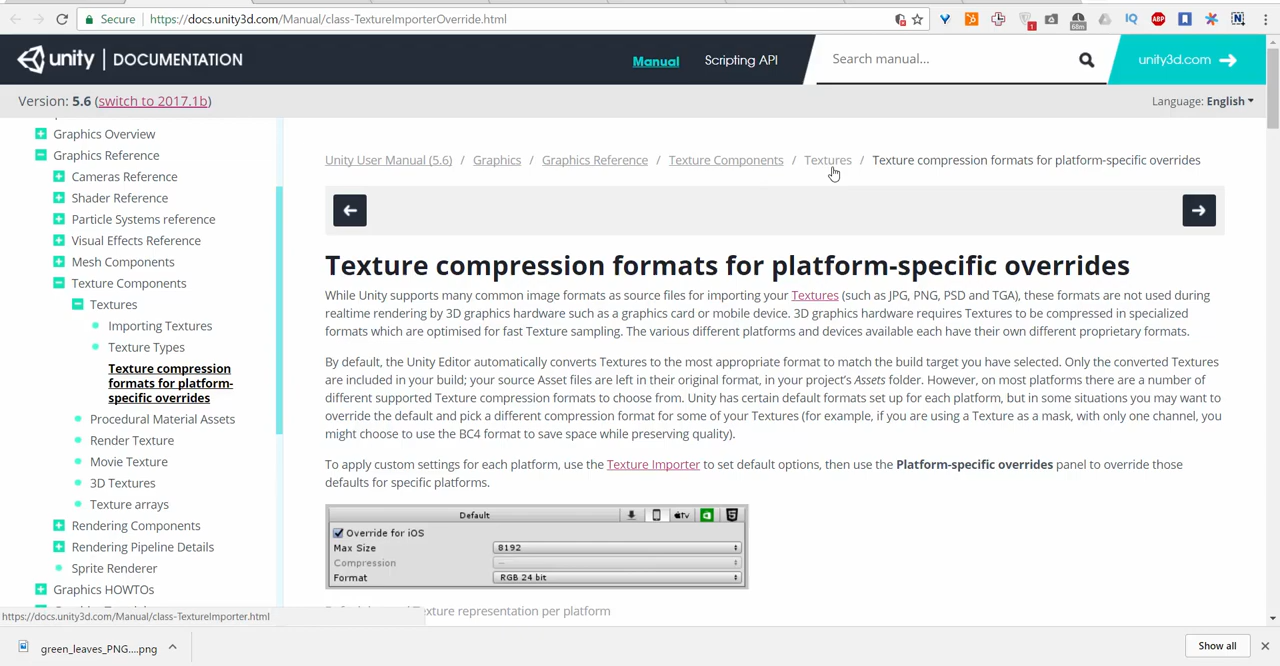 Secure | https://docs.unity3d.com/Manual/class-TextureImporterOverride.html
1
68m
IQ
ABP
N
unity | DOCUMENTATION
Manual
Scripting API
Search manual...
unity3d.com
Version: 5.6 (switch to 2017.1b)
Language: English
Graphics Overview
Graphics Reference
Cameras Reference
Shader Reference
Particle Systems reference
Visual Effects Reference
Mesh Components
Texture Components
Textures
Importing Textures
Texture Types
Texture compression
formats for platform-
specific overrides
Procedural Material Assets
Render Texture
Movie Texture
3D Textures
Texture arrays
Rendering Components
Rendering Pipeline Details
Sprite Renderer
Graphics HOWTOs
Unity User Manual (5.6) / Graphics / Graphics Reference / Texture Components / Textures / Texture compression formats for platform-specific overrides
Texture compression formats for platform-specific overrides
While Unity supports many common image formats as source files for importing your Textures (such as JPG, PNG, PSD and TGA), these formats are not used during
realtime rendering by 3D graphics hardware such as a graphics card or mobile device. 3D graphics hardware requires Textures to be compressed in specialized
formats which are optimised for fast Texture sampling. The various different platforms and devices available each have their own different proprietary formats.
By default, the Unity Editor automatically converts Textures to the most appropriate format to match the build target you have selected. Only the converted Textures
are included in your build; your source Asset files are left in their original format, in your project's Assets folder. However, on most platforms there are a number of
different supported Texture compression formats to choose from. Unity has certain default formats set up for each platform, but in some situations you may want to
override the default and pick a different compression format for some of your Textures (for example, if you are using a Texture as a mask, with only one channel, you
might choose to use the BC4 format to save space while preserving quality).
To apply custom settings for each platform, use the Texture Importer to set default options, then use the Platform-specific overrides panel to override those
defaults for specific platforms.
Default
tv
Override for iOS
Max Size 8192
Compression
Format RGB 24 bit
Texture representation per platform
https://docs.unity3d.com/Manual/class-TextureImporter.html
green_leaves_PNG....png
Show all